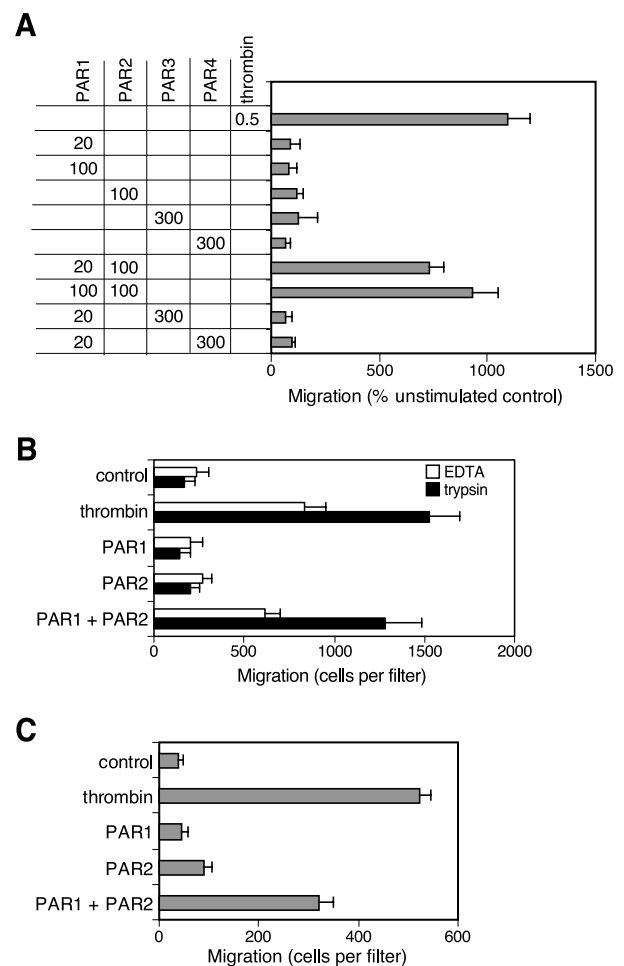 A
PAR1 PAR2 PAR3 PAR4 thrombin
0.5
20
100
100
300
300
20 100
100 100
20 300
20 300
0 500 1000 1500
Migration (% unstimulated control)
B
EDTA
trypsin
control
thrombin
PAR1
PAR2
PAR1 + PAR2
0 500 1000 1500 2000
Migration (cells per filter)
C
control
thrombin
PAR1
PAR2
PAR1 + PAR2
0 200 400 600
Migration (cells per filter)